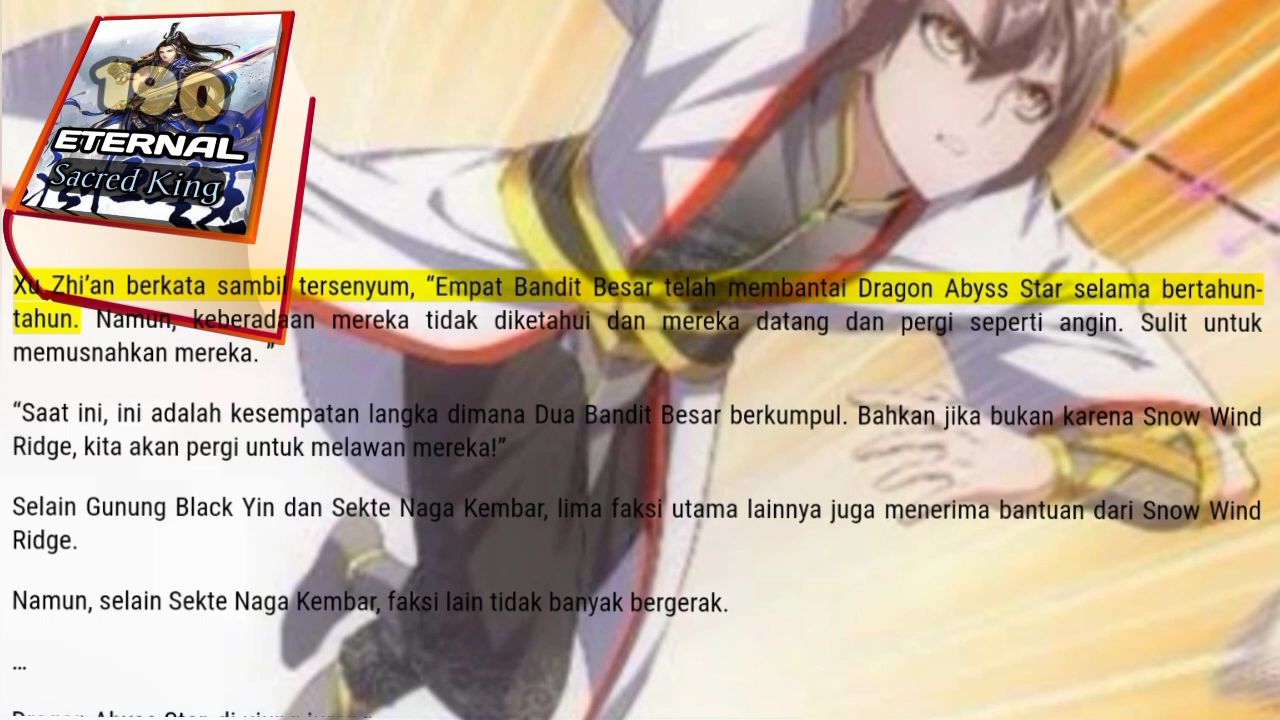 190
ETERNAL
Sacred King
Xu Zhi’an berkata sambil tersenyum, “Empat Bandit Besar telah membantai Dragon Abyss Star selama bertahun-
tahun. Namun, keberadaan mereka tidak diketahui dan mereka datang dan pergi seperti angin. Sulit untuk
memusnahkan mereka. ”
“Saat ini, ini adalah kesempatan langka dimana Dua Bandit Besar berkumpul. Bahkan jika bukan karena Snow Wind
Ridge, kita akan pergi untuk melawan mereka!”
Selain Gunung Black Yin dan Sekte Naga Kembar, lima faksi utama lainnya juga menerima bantuan dari Snow Wind
Ridge.
Namun, selain Sekte Naga Kembar, faksi lain tidak banyak bergerak.
…